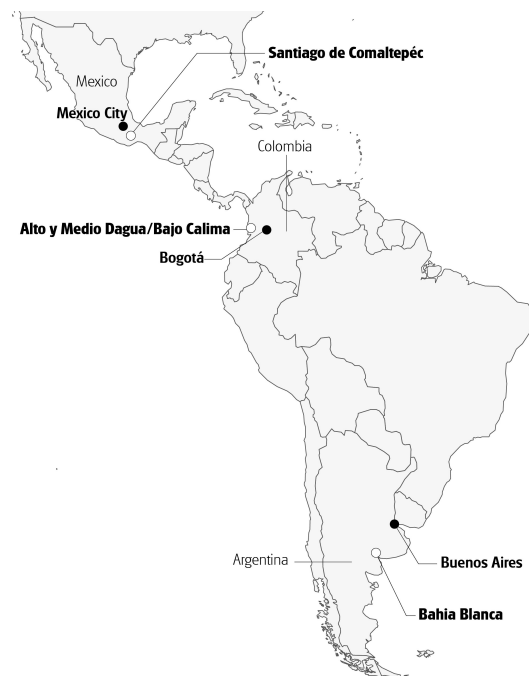 Santiago de Comaltepéc
Mexico
Mexico City
Colombia
Alto y Medio Dagua/Bajo Calima
Bogotá
Argentina
Buenos Aires
Bahia Blanca